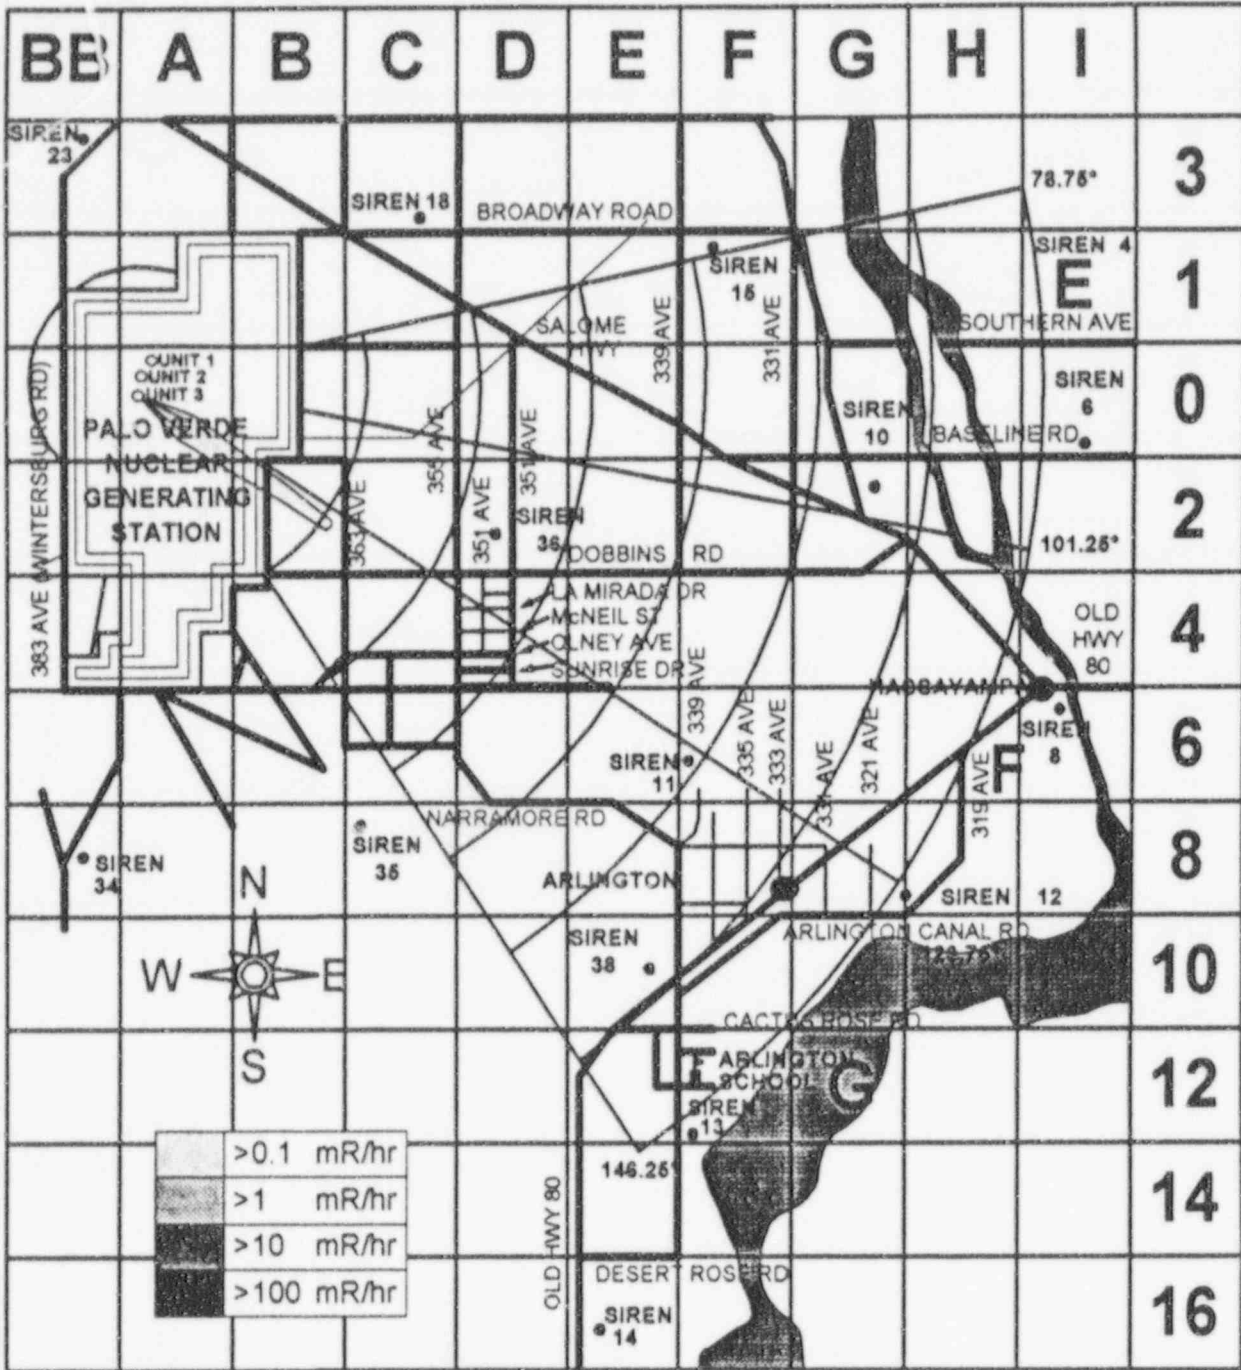 BB A B C D E F G H I
SIREN
23
3
78.75°
SIREN 18
BROADWAY ROAD
SIREN 4
SIREN
15
E
1
SOUTHERN AVE
SALOME
HWY
339 AVE
331 AVE
UNIT 1
UNIT 2
UNIT 3
SIREN
6
0
SIREN
10
BASELINE RD
PALO VERDE
NUCLEAR
GENERATING
STATION
383 AVE (WINTERSBURG RD)
363 AVE
355 AVE
351 AVE
351 AVE
SIREN
36
2
101.25°
DOBBINS RD
LA MIRADA DR
McNEIL ST
OLNEY AVE
SUNRISE DR
OLD
HWY
80
4
339 AVE
335 AVE
333 AVE
331 AVE
321 AVE
319 AVE
SIREN
11
SIREN
8
F
6
NARRAMORE RD
SIREN
34
SIREN
35
ARLINGTON
SIREN 12
8
N
W E
S
SIREN
38
ARLINGTON CANAL RD
10
CACTUS ROSE RD
ARLINGTON
SCHOOL
G
12
SIREN
13
146.25°
14
>0.1 mR/hr
>1 mR/hr
>10 mR/hr
>100 mR/hr
OLD HWY 80
DESERT ROSE RD
SIREN
14
16